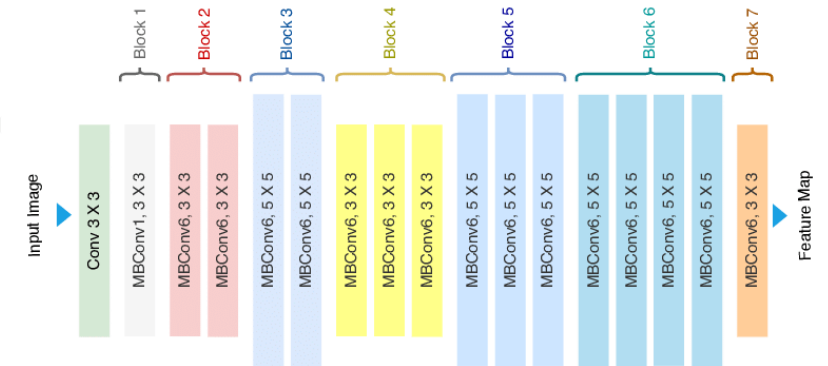 Block 1
Block 2
Block 3
Block 4
Block 5
Block 6
Block 7
Input Image
Conv 3 X 3
MBConv1, 3 X 3
MBConv6, 3 X 3
MBConv6, 3 X 3
MBConv6, 5 X 5
MBConv6, 5 X 5
MBConv6, 3 X 3
MBConv6, 3 X 3
MBConv6, 3 X 3
MBConv6, 5 X 5
MBConv6, 5 X 5
MBConv6, 5 X 5
MBConv6, 5 X 5
MBConv6, 5 X 5
MBConv6, 5 X 5
MBConv6, 5 X 5
MBConv6, 3 X 3
Feature Map